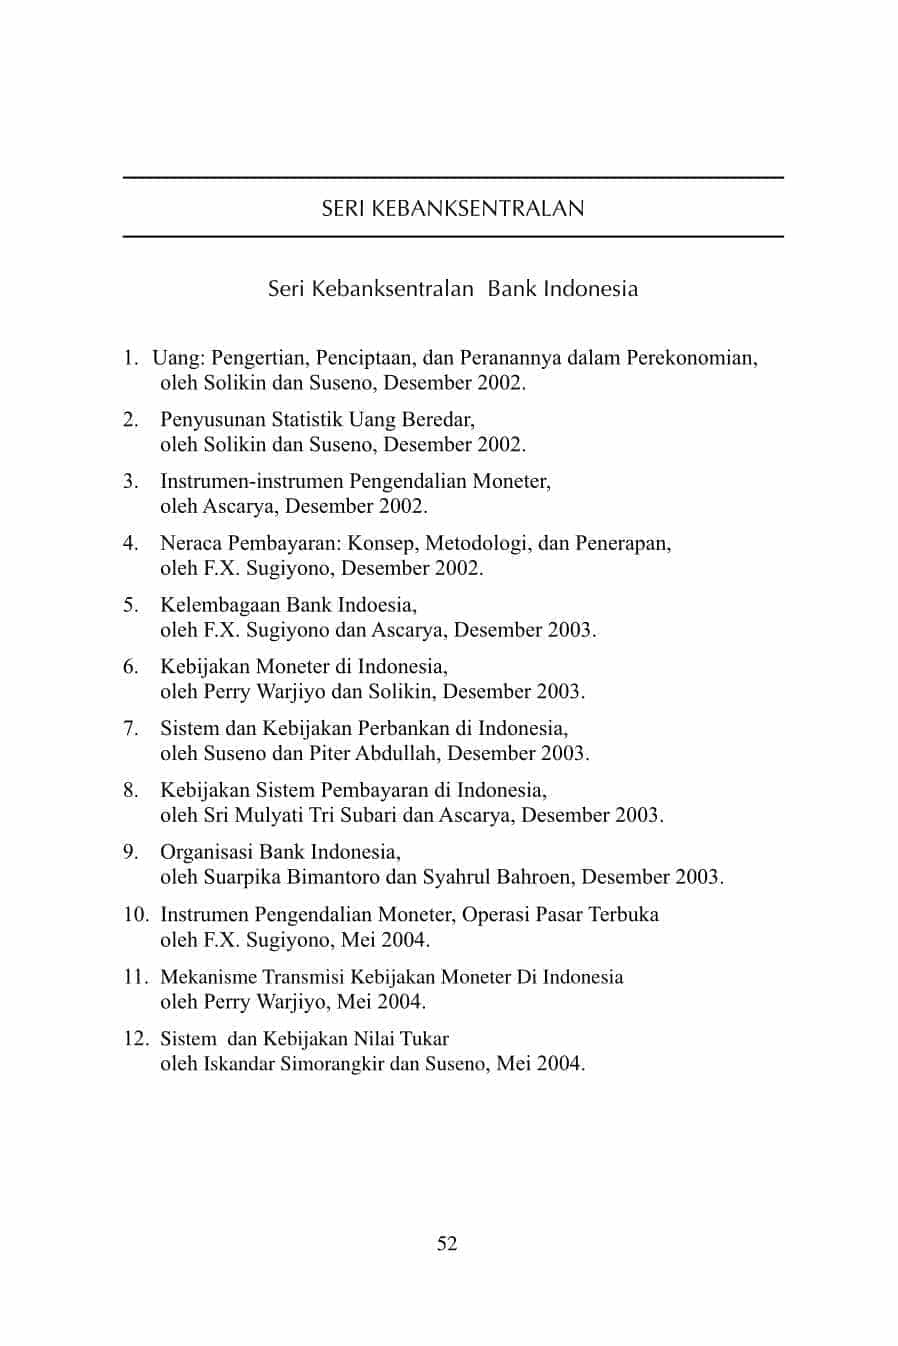 SERI KEBANKSENTRALAN
Seri Kebanksentralan Bank Indonesia
1. Uang: Pengertian, Penciptaan, dan Peranannya dalam Perekonomian,
oleh Solikin dan Suseno, Desember 2002.
2. Penyusunan Statistik Uang Beredar,
oleh Solikin dan Suseno, Desember 2002.
3. Instrumen-instrumen Pengendalian Moneter,
oleh Ascarya, Desember 2002.
4. Neraca Pembayaran: Konsep, Metodologi, dan Penerapan,
oleh F.X. Sugiyono, Desember 2002.
5. Kelembagaan Bank Indoesia,
oleh F.X. Sugiyono dan Ascarya, Desember 2003.
6. Kebijakan Moneter di Indonesia,
oleh Perry Warjiyo dan Solikin, Desember 2003.
7. Sistem dan Kebijakan Perbankan di Indonesia,
oleh Suseno dan Piter Abdullah, Desember 2003.
8. Kebijakan Sistem Pembayaran di Indonesia,
oleh Sri Mulyati Tri Subari dan Ascarya, Desember 2003.
9. Organisasi Bank Indonesia,
oleh Suarpika Bimantoro dan Syahrul Bahroen, Desember 2003.
10. Instrumen Pengendalian Moneter, Operasi Pasar Terbuka
oleh F.X. Sugiyono, Mei 2004.
11. Mekanisme Transmisi Kebijakan Moneter Di Indonesia
oleh Perry Warjiyo, Mei 2004.
12. Sistem dan Kebijakan Nilai Tukar
oleh Iskandar Simorangkir dan Suseno, Mei 2004.
52